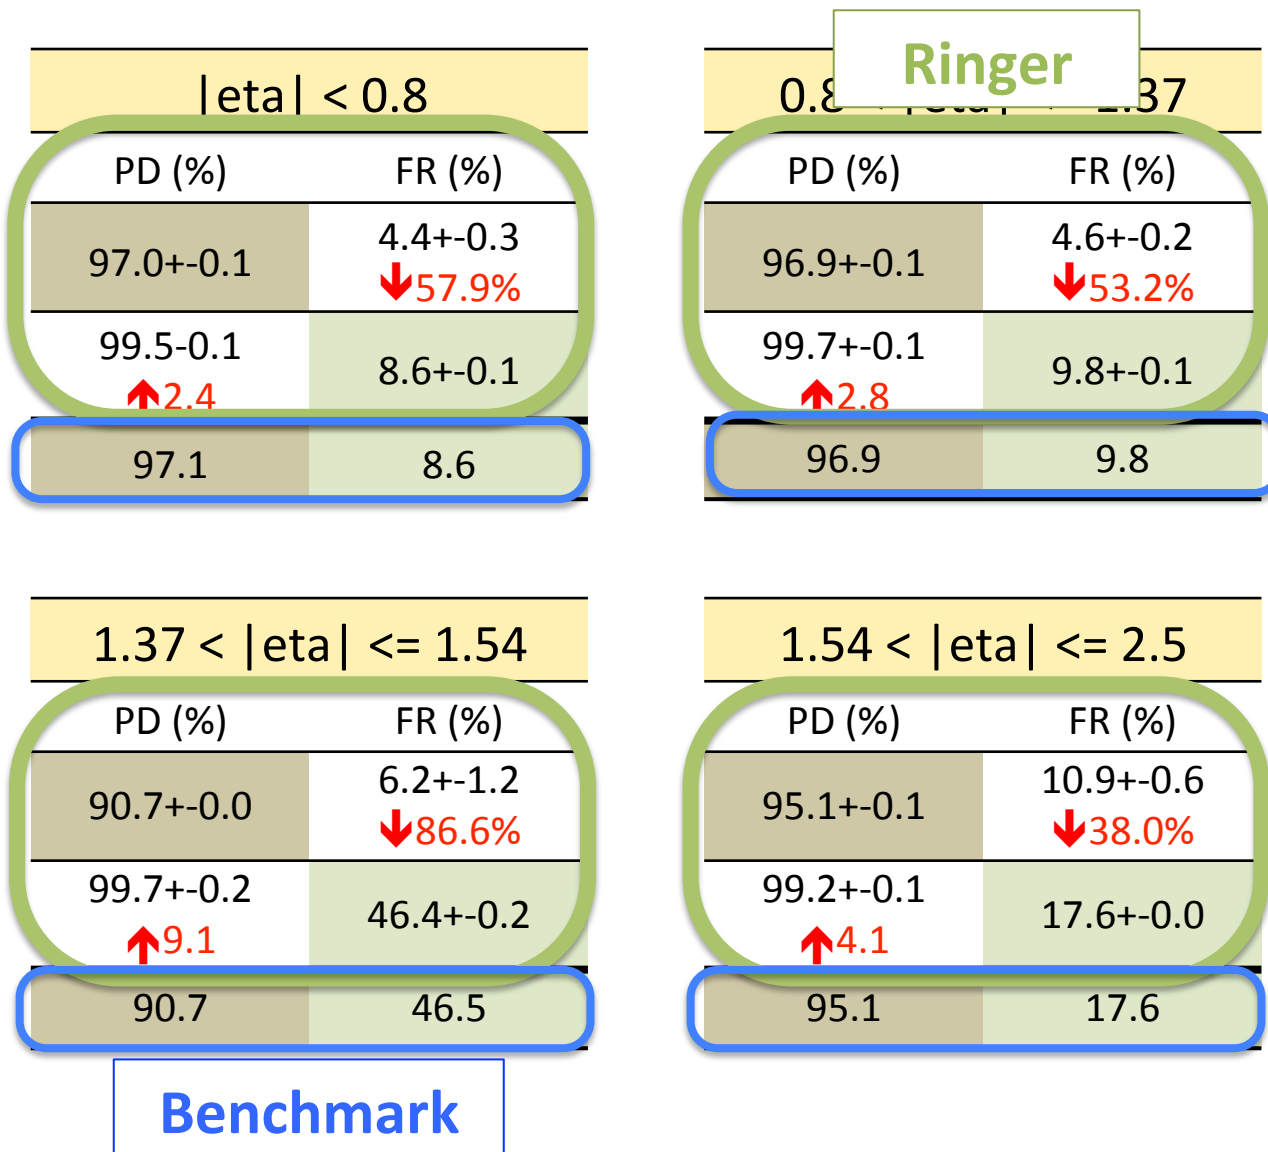 Ringer
|eta| < 0.8
PD (%) FR (%)
97.0+-0.1 4.4+-0.3
57.9%
99.5-0.1 8.6+-0.1
2.4
97.1 8.6
0.8 < |eta| < 1.37
PD (%) FR (%)
96.9+-0.1 4.6+-0.2
53.2%
99.7+-0.1 9.8+-0.1
2.8
96.9 9.8
1.37 < |eta| <= 1.54
PD (%) FR (%)
90.7+-0.0 6.2+-1.2
86.6%
99.7+-0.2 46.4+-0.2
9.1
90.7 46.5
1.54 < |eta| <= 2.5
PD (%) FR (%)
95.1+-0.1 10.9+-0.6
38.0%
99.2+-0.1 17.6+-0.0
4.1
95.1 17.6
Benchmark